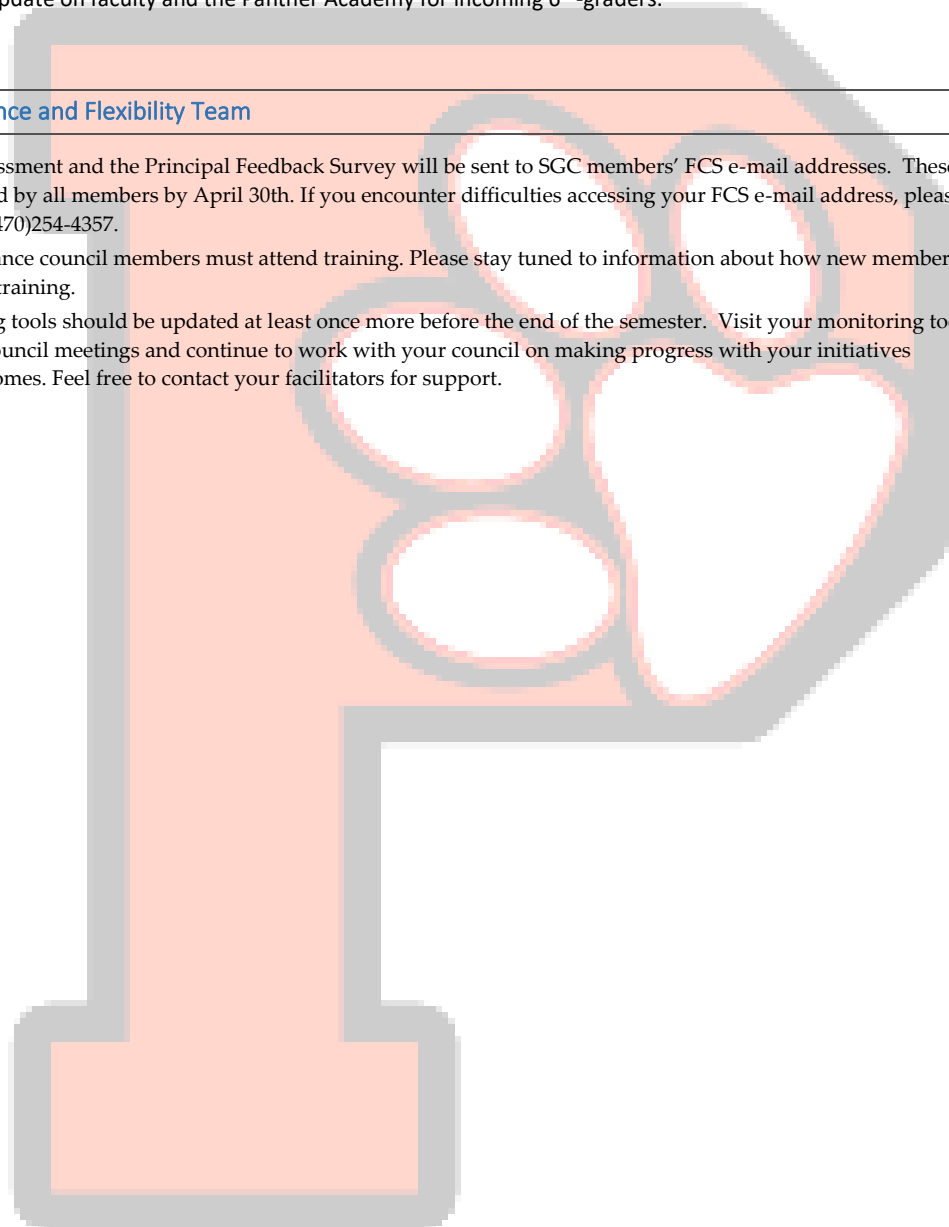 pdate on faculty and the Panther Academy for incoming 6 -graders.
nce and Flexibility Team
ssment and the Principal Feedback Survey will be sent to SGC members’ FCS e-mail addresses.  These
d by all members by April 30th. If you encounter difficulties accessing your FCS e-mail address, pleas
470)254-4357.
nce council members must attend training. Please stay tuned to information about how new member
training.
g tools should be updated at least once more before the end of the semester.  Visit your monitoring to
ouncil meetings and continue to work with your council on making progress with your initiatives
omes. Feel free to contact your facilitators for support.